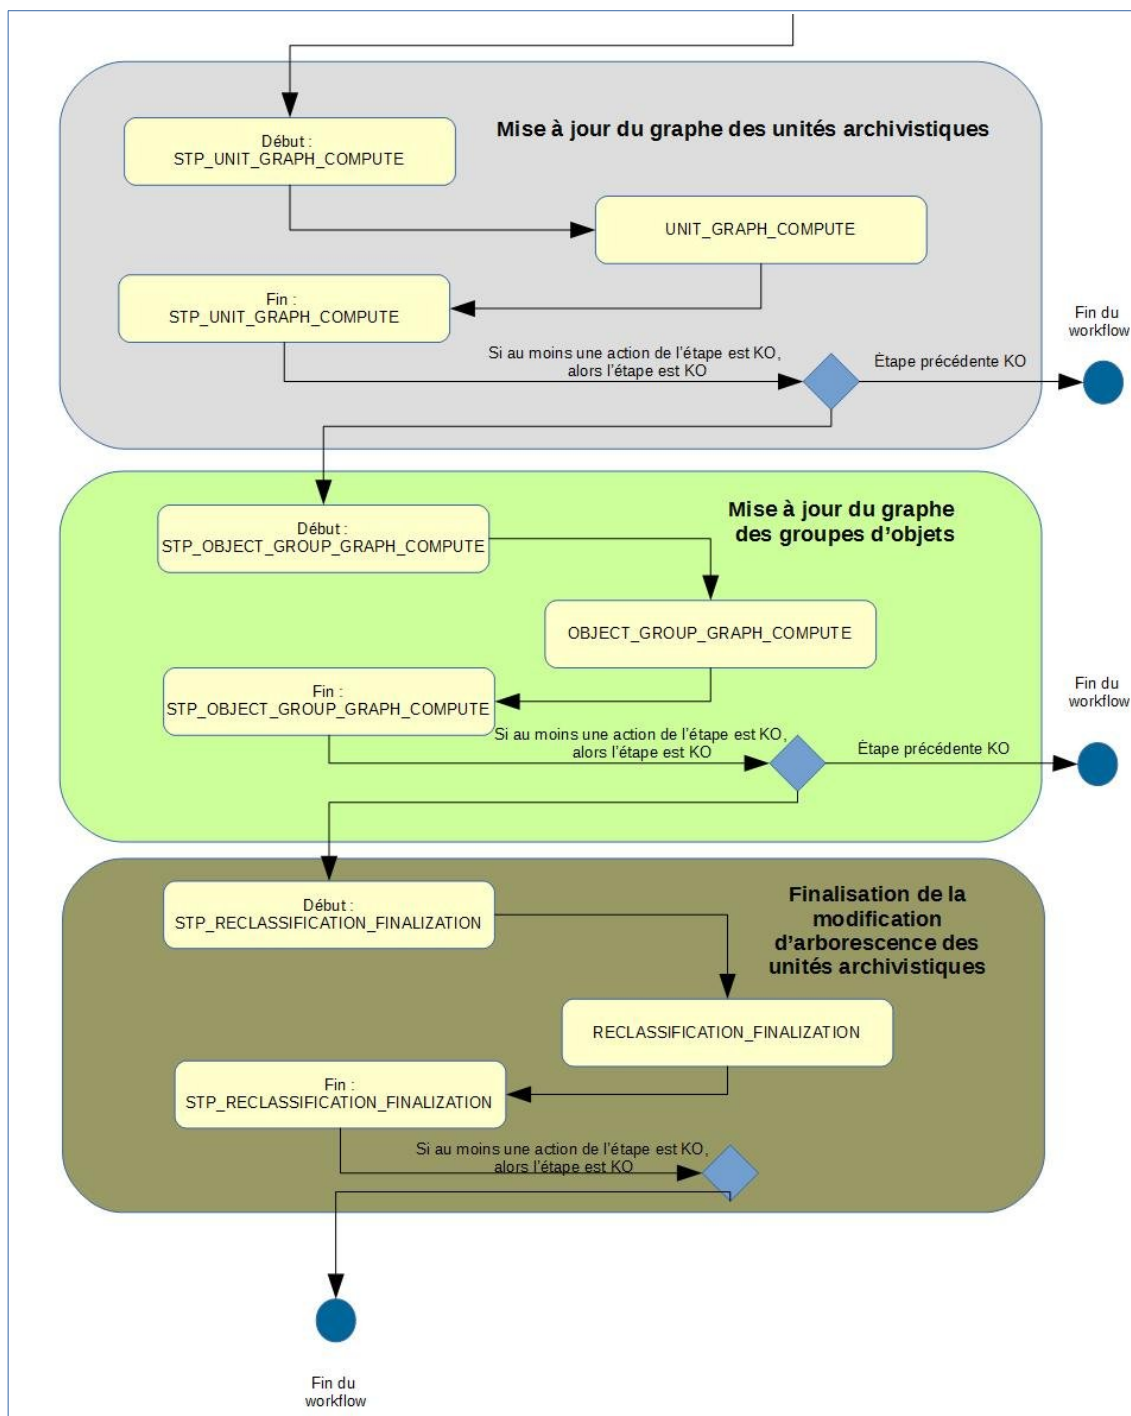 Mise à jour du graphe des unités archivistiques
Début :
STP_UNIT_GRAPH_COMPUTE
UNIT_GRAPH_COMPUTE
Fin :
STP_UNIT_GRAPH_COMPUTE
Si au moins une action de l'étape est KO,
alors l'étape est KO
Étape précédente KO
Fin du
workflow
Mise à jour du graphe
des groupes d'objets
Début :
STP_OBJECT_GROUP_GRAPH_COMPUTE
OBJECT_GROUP_GRAPH_COMPUTE
Fin :
STP_OBJECT_GROUP_GRAPH_COMPUTE
Si au moins une action de l'étape est KO,
alors l'étape est KO
Étape précédente KO
Fin du
workflow
Finalisation de la
modification
d'arborescence des
unités archivistiques
Début :
STP_RECLASSIFICATION_FINALIZATION
RECLASSIFICATION_FINALIZATION
Fin :
STP_RECLASSIFICATION_FINALIZATION
Si au moins une action de l'étape est KO,
alors l'étape est KO
Fin du
workflow